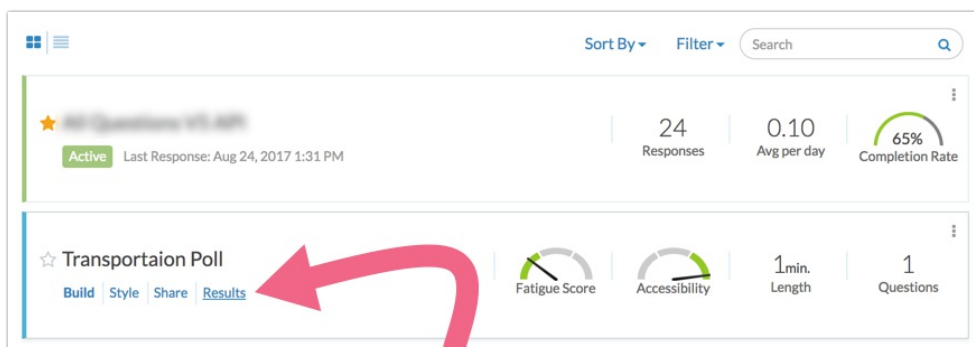 Sort By Filter Search
Active Last Response: Aug 24, 2017 1:31 PM
24
Responses
0.10
Avg per day
65%
Completion Rate
Transportaion Poll
Build Style Share Results
Fatigue Score
Accessibility
1min.
Length
1
Questions